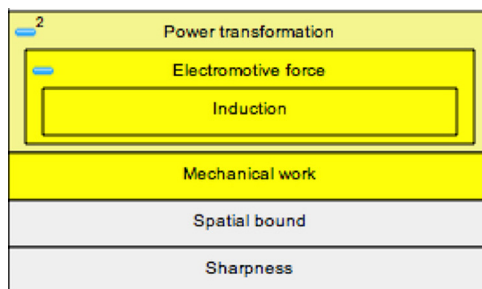 2
Power transformation
Electromotive force
Induction
Mechanical work
Spatial bound
Sharpness